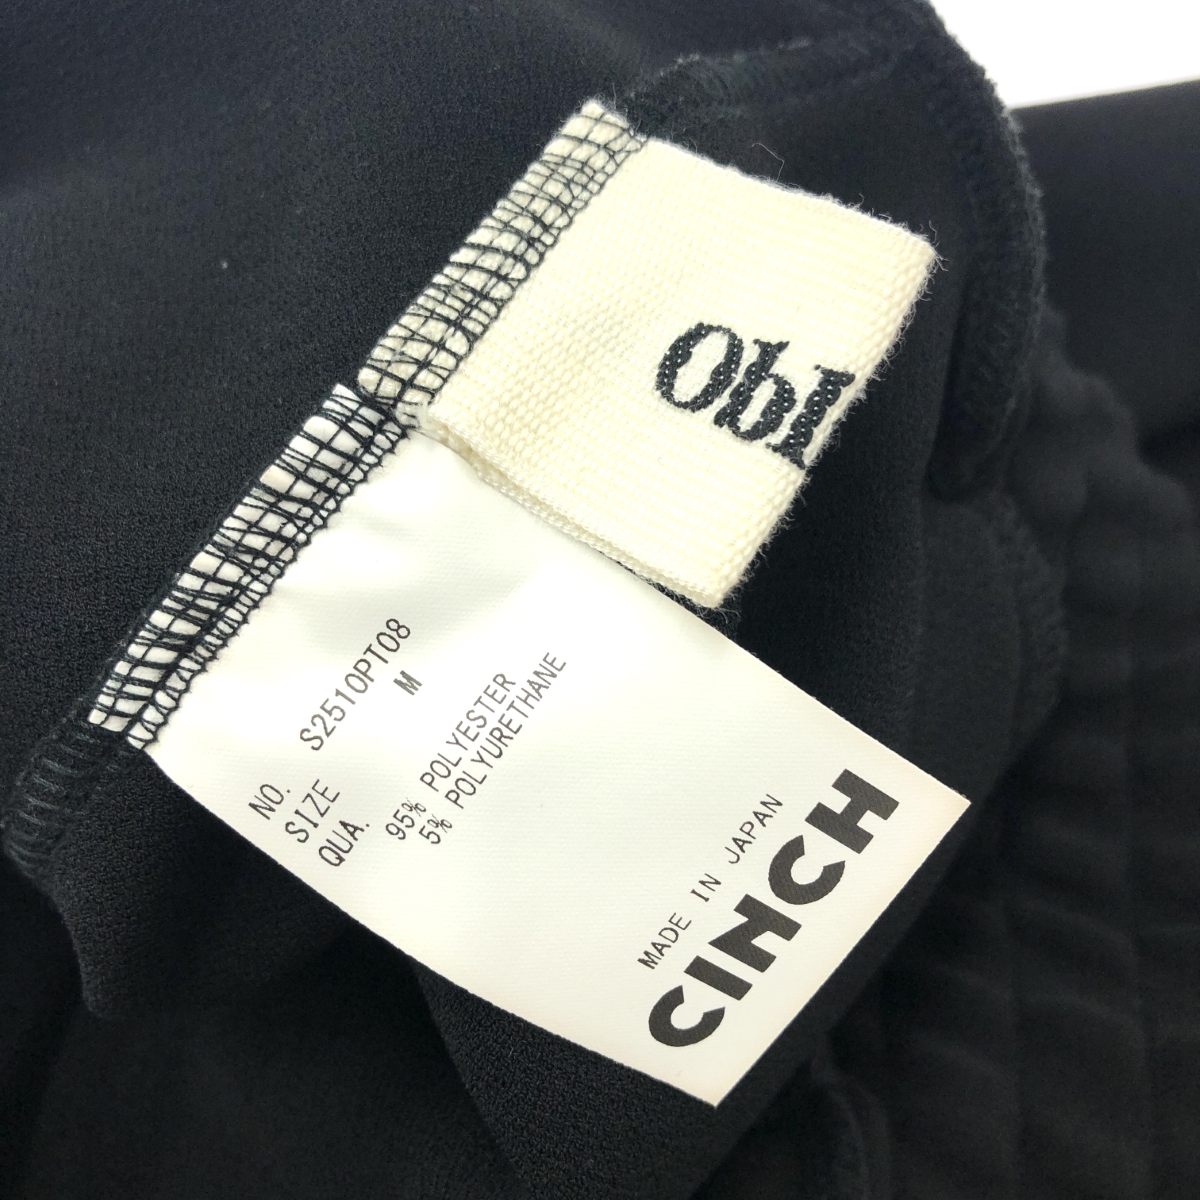 Obl
NO. S2510PT08
SIZE M
QUA. 95% POLYESTER
5% POLYURETHANE
MADE IN JAPAN
CINCH